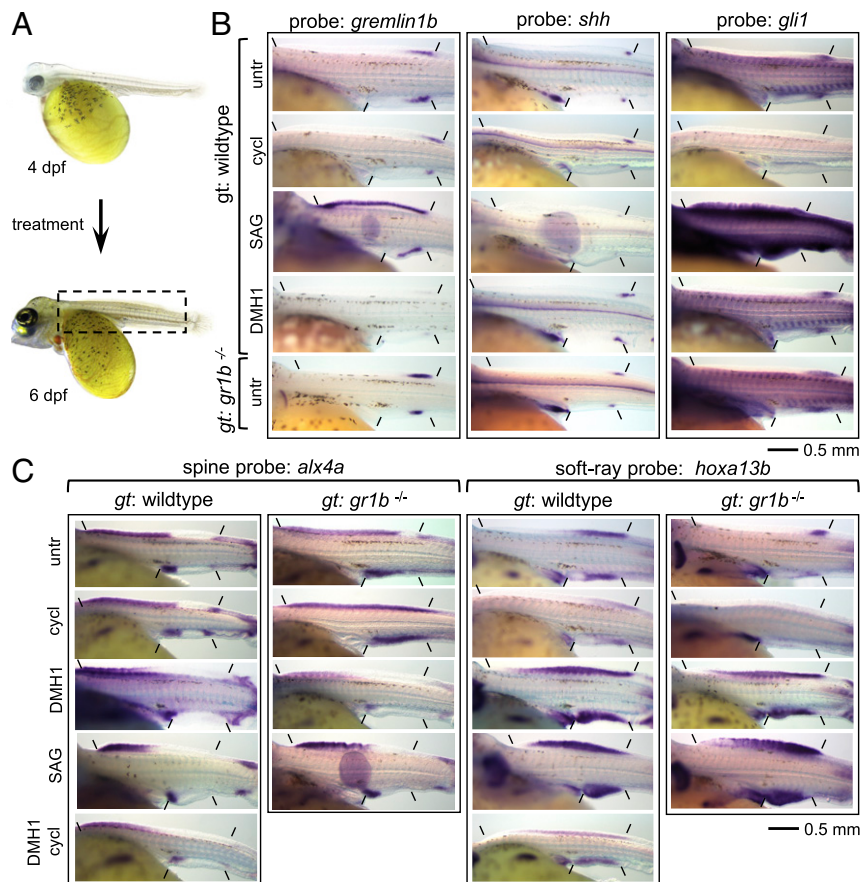 A
4 dpf
treatment
6 dpf
B
probe: gremlin1b
probe: shh
probe: gli1
gt: wildtype
untr
cycl
SAG
DMH1
gt: gr1b -/-
untr
0.5 mm
C
spine probe: alx4a
soft-ray probe: hoxa13b
gt: wildtype
gt: gr1b -/-
gt: wildtype
gt: gr1b -/-
untr
cycl
DMH1
SAG
DMH1
cycl
0.5 mm